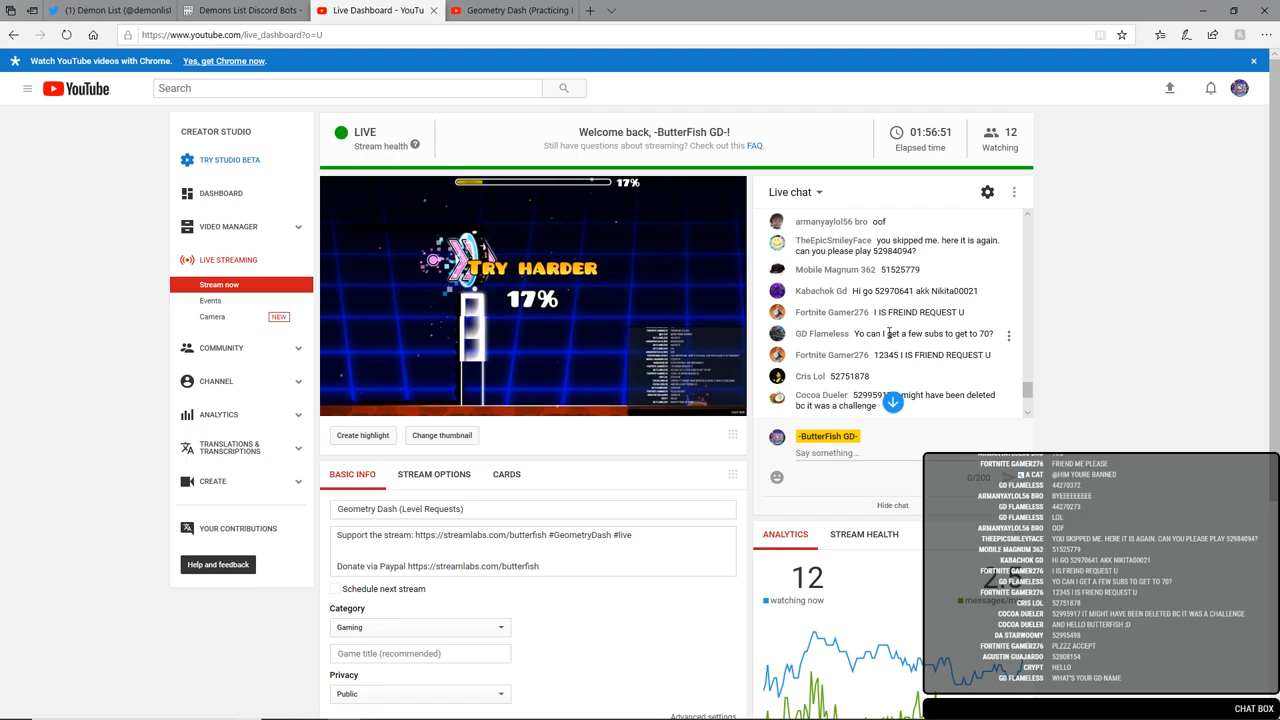 (1) Demon List (@demonlist
Demons List Discord Bots -
Live Dashboard - YouTu
Geometry Dash (Practicing I
https://www.youtube.com/live_dashboard?o=U
Watch YouTube videos with Chrome. Yes, get Chrome now.
YouTube
Search
CREATOR STUDIO
TRY STUDIO BETA
DASHBOARD
VIDEO MANAGER
LIVE STREAMING
Stream now
Events
Camera NEW
COMMUNITY
CHANNEL
ANALYTICS
TRANSLATIONS &
TRANSCRIPTIONS
CREATE
YOUR CONTRIBUTIONS
Help and feedback
LIVE
Stream health
Welcome back, -ButterFish GD-!
Still have questions about streaming? Check out this FAQ.
01:56:51
Elapsed time
12
Watching
17%
TRY HARDER
17%
Create highlight
Change thumbnail
BASIC INFO
STREAM OPTIONS
CARDS
Geometry Dash (Level Requests)
Support the stream: https://streamlabs.com/butterfish #GeometryDash #live
Donate via Paypal https://streamlabs.com/butterfish
Schedule next stream
Category
Gaming
Game title (recommended)
Privacy
Public
Advanced settings
Live chat
armanyaylol56 bro oof
TheEpicSmileyFace you skipped me. here it is again.
can you please play 52984094?
Mobile Magnum 362 51525779
Kabachok Gd Hi go 52970641 akk Nikita00021
Fortnite Gamer276 I IS FREIND REQUEST U
GD Flameless Yo can I get a few subs to get to 70?
Fortnite Gamer276 12345 I IS FRIEND REQUEST U
Cris Lol 52751878
Cocoa Dueler 5299591 might have been deleted
bc it was a challenge
-ButterFish GD-
Say something...
0/200
Hide chat
ANALYTICS
STREAM HEALTH
12
watching now
2.5
messages/m
FORTNITE GAMER276 FRIEND ME PLEASE
A CAT @HIM YOURE BANNED
GD FLAMELESS 44270372
ARMANYAYLOL56 BRO BYEEEEEEEE
GD FLAMELESS 44270273
GD FLAMELESS LOL
ARMANYAYLOL56 BRO OOF
THEEPICSMILEYFACE YOU SKIPPED ME. HERE IT IS AGAIN. CAN YOU PLEASE PLAY 52984094?
MOBILE MAGNUM 362 51525779
KABACHOK GD HI GO 52970641 AKK NIKITA00021
FORTNITE GAMER276 I IS FREIND REQUEST U
GD FLAMELESS YO CAN I GET A FEW SUBS TO GET TO 70?
FORTNITE GAMER276 12345 I IS FRIEND REQUEST U
CRIS LOL 52751878
COCOA DUELER 52995917 IT MIGHT HAVE BEEN DELETED BC IT WAS A CHALLENGE
COCOA DUELER AND HELLO BUTTERFISH :D
DA STARWOOMY 52995498
FORTNITE GAMER276 PLZZZ ACCEPT
AGUSTIN GUAJARDO 52808154
CRYPT HELLO
GD FLAMELESS WHAT'S YOUR GD NAME
CHAT BOX